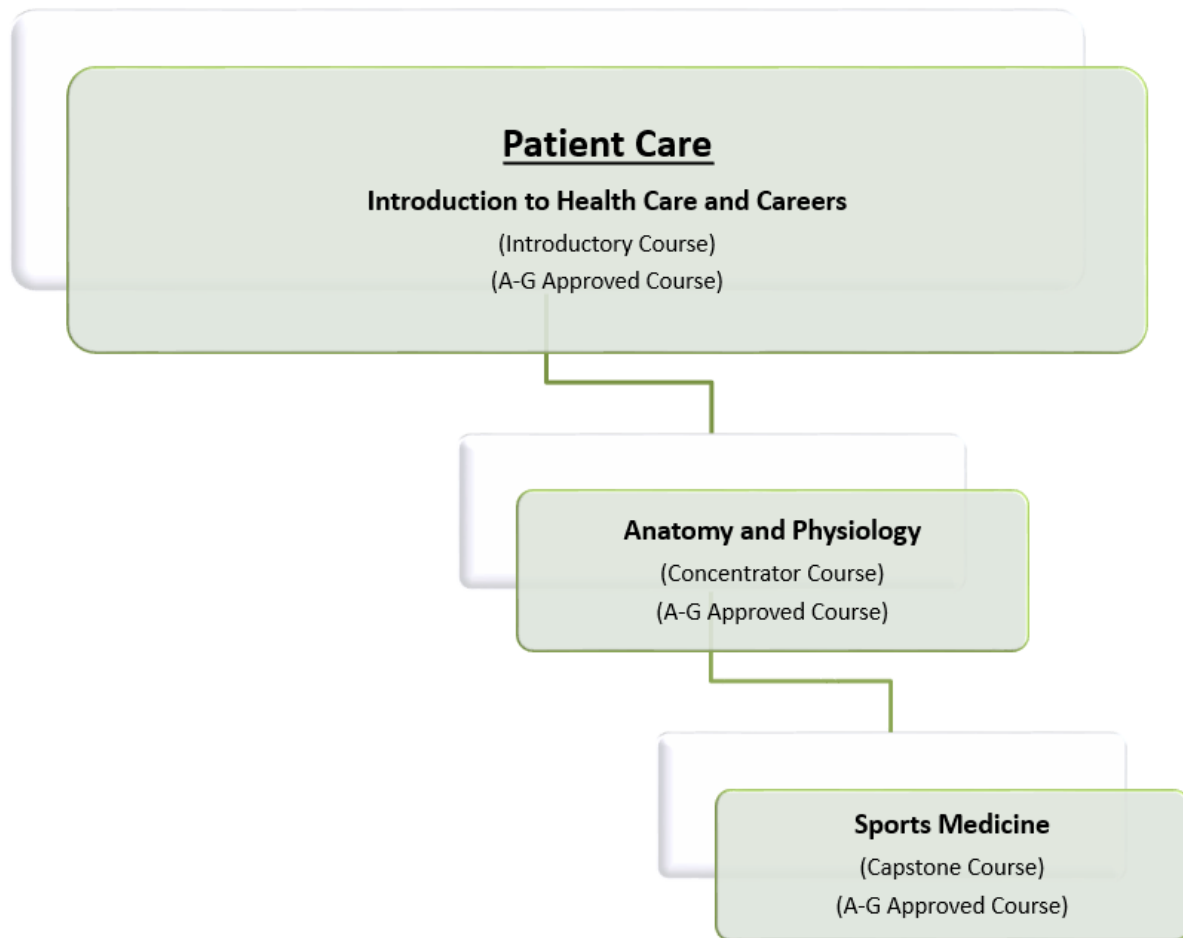 Patient Care
Introduction to Health Care and Careers
(Introductory Course)
(A-G Approved Course)
Anatomy and Physiology
(Concentrator Course)
(A-G Approved Course)
Sports Medicine
(Capstone Course)
(A-G Approved Course)